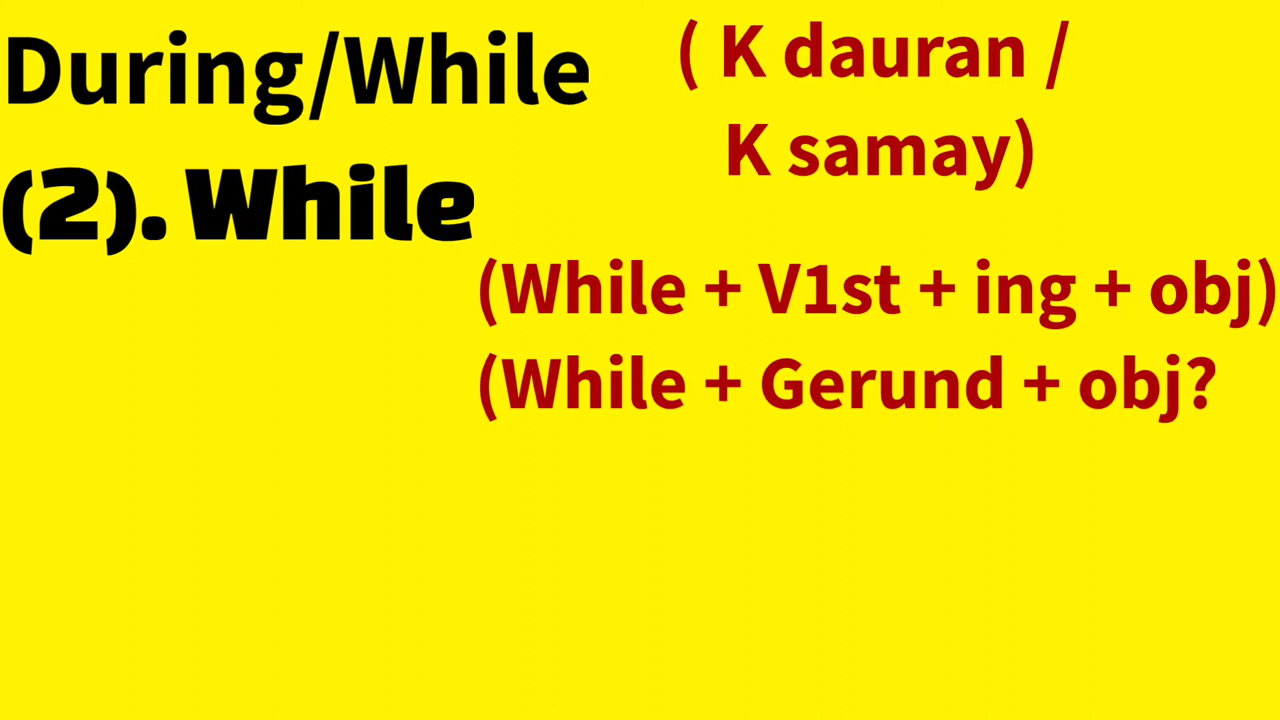 During/While ( K dauran /
K samay)
(2). While
(While + V1st + ing + obj)
(While + Gerund + obj?